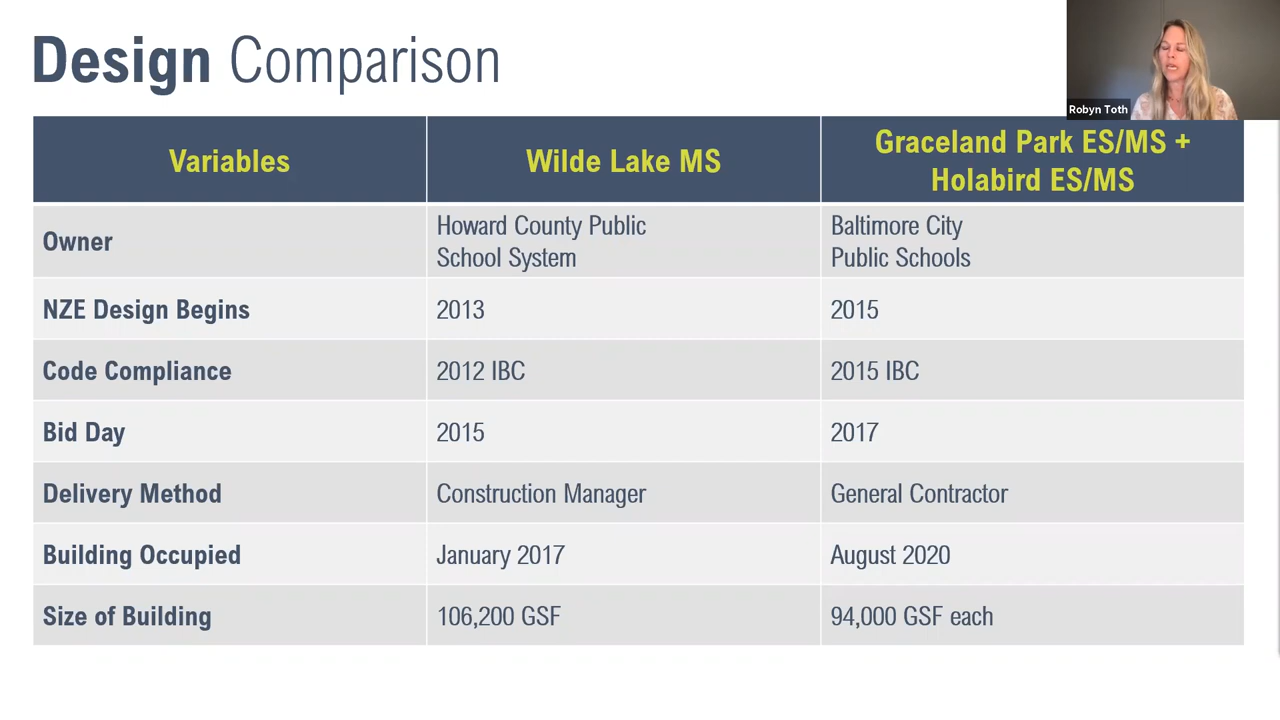 Design Comparison
Robyn Toth
Variables
Wilde Lake MS
Graceland Park ES/MS +
Holabird ES/MS
Owner
Howard County Public
School System
Baltimore City
Public Schools
NZE Design Begins
2013
2015
Code Compliance
2012 IBC
2015 IBC
Bid Day
2015
2017
Delivery Method
Construction Manager
General Contractor
Building Occupied
January 2017
August 2020
Size of Building
106,200 GSF
94,000 GSF each